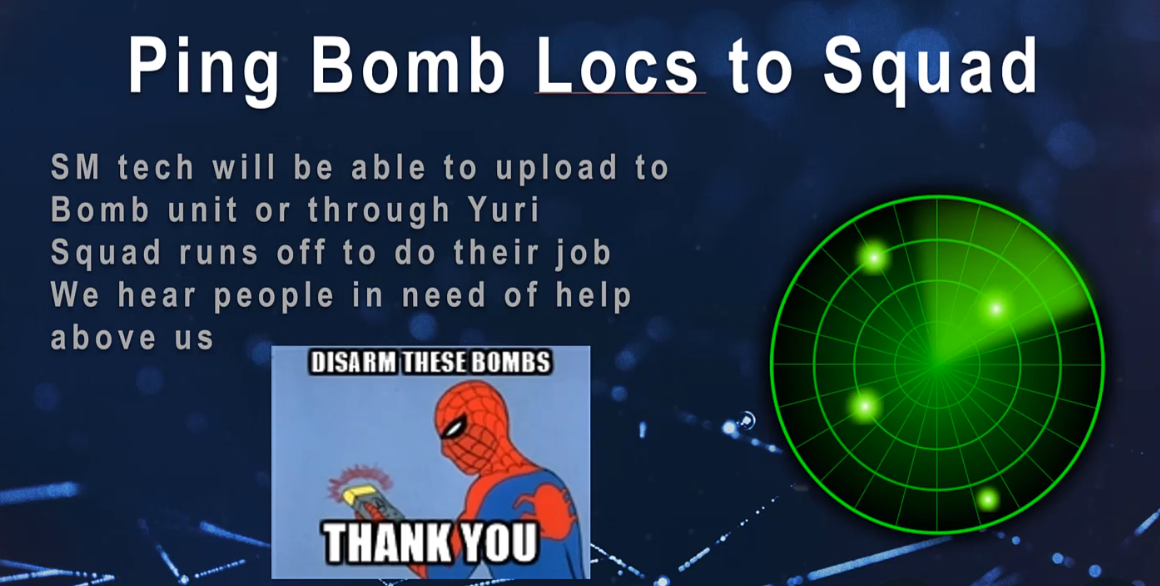 Ping Bomb Locs to Squad
SM tech will be able to upload to
Bomb unit or through Yuri
Squad runs off to do their job
We hear people in need of help
above us
DISARM THESE BOMBS
THANK YOU